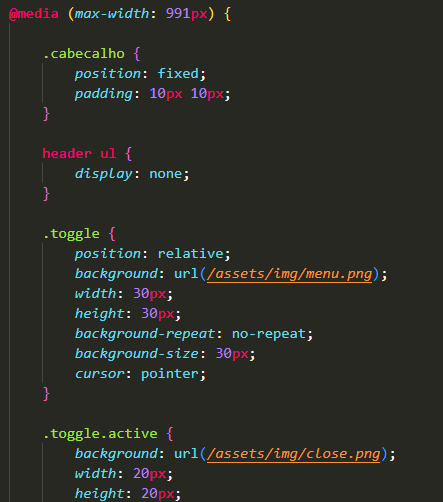 @media (max-width: 991px) {
.cabecalho {
position: fixed;
padding: 10px 10px;
}
header ul {
display: none;
}
.toggle {
position: relative;
background: url(/assets/img/menu.png);
width: 30px;
height: 30px;
background-repeat: no-repeat;
background-size: 30px;
cursor: pointer;
}
.toggle.active {
background: url(/assets/img/close.png);
width: 20px;
height: 20px;